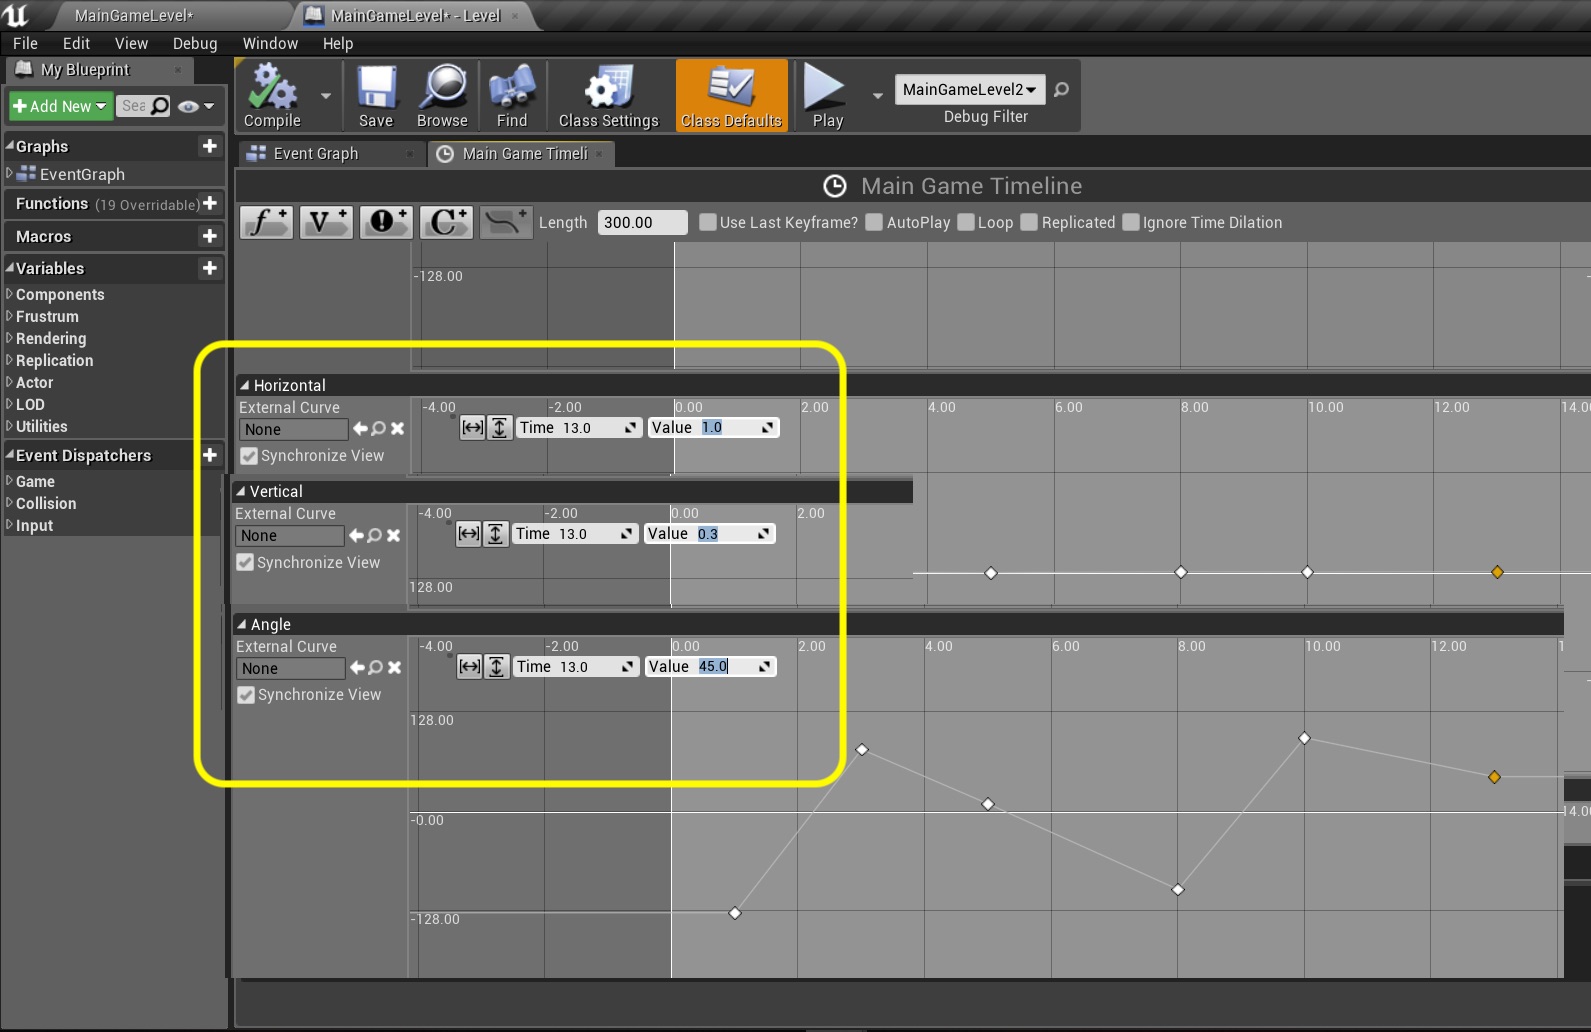 MainGameLevel*
MainGameLevel* - Level
File Edit View Debug Window Help
My Blueprint
Add New
Sea
Compile
Save
Browse
Find
Class Settings
Class Defaults
Play
MainGameLevel2
Debug Filter
Graphs
EventGraph
Functions (19 Overridable)
Macros
Variables
Components
Frustrum
Rendering
Replication
Actor
LOD
Utilities
Event Dispatchers
Game
Collision
Input
Event Graph
Main Game Timeli
Main Game Timeline
f+ V+ !+ C+
Length 300.00 Use Last Keyframe? AutoPlay Loop Replicated Ignore Time Dilation
-128.00
Horizontal
External Curve
None
Synchronize View
-4.00 -2.00 0.00 2.00 4.00 6.00 8.00 10.00 12.00 14.00
Time 13.0 Value 1.0
Vertical
External Curve
None
Synchronize View
-4.00 -2.00 0.00 2.00
Time 13.0 Value 0.3
128.00
Angle
External Curve
None
Synchronize View
-4.00 -2.00 0.00 2.00 4.00 6.00 8.00 10.00 12.00 1
Time 13.0 Value 45.0
128.00
-0.00
14.0
-128.00